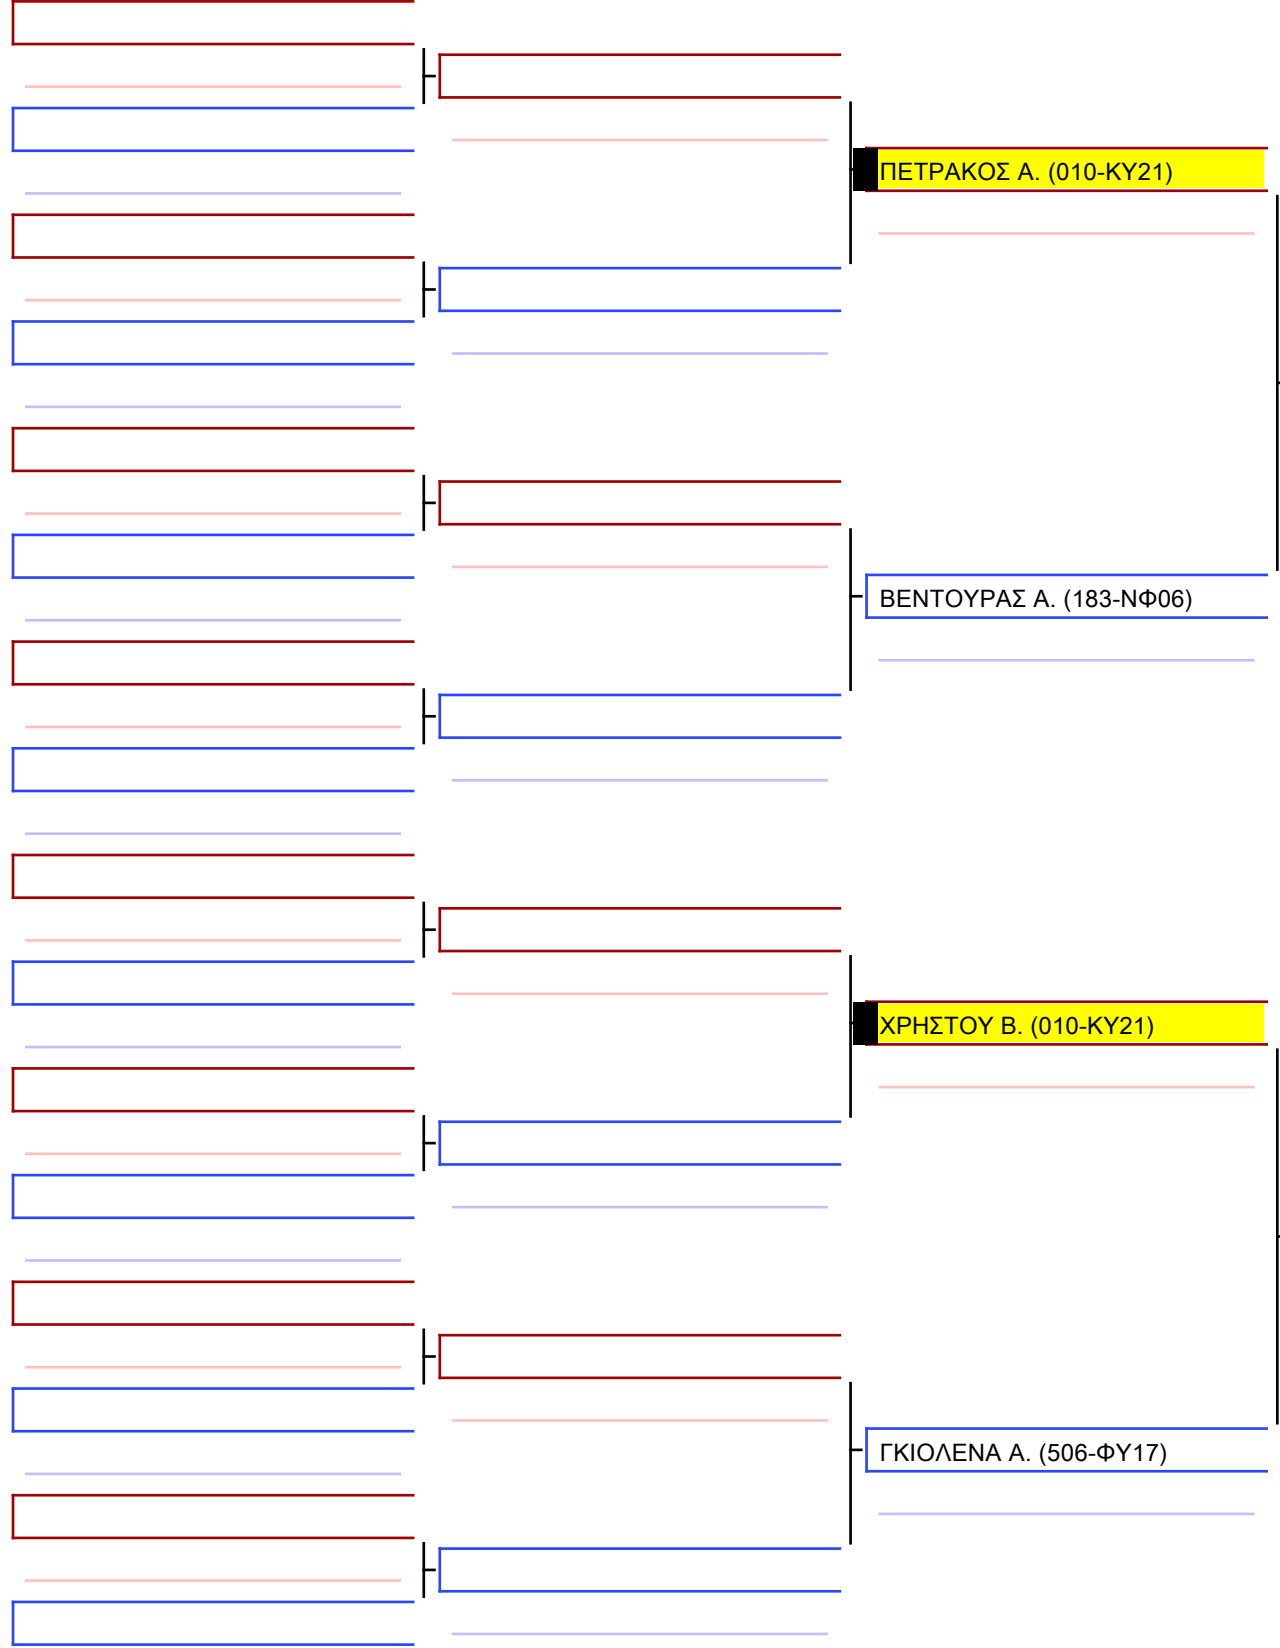 ΠΕΤΡΑΚΟΣ Α. (010-ΚΥ21)
ΒΕΝΤΟΥΡΑΣ Α. (183-ΝΦ06)
ΧΡΗΣΤΟΥ Β. (010-ΚΥ21)
ΓΚΙΟΛΕΝΑ Α. (506-ΦΥ17)